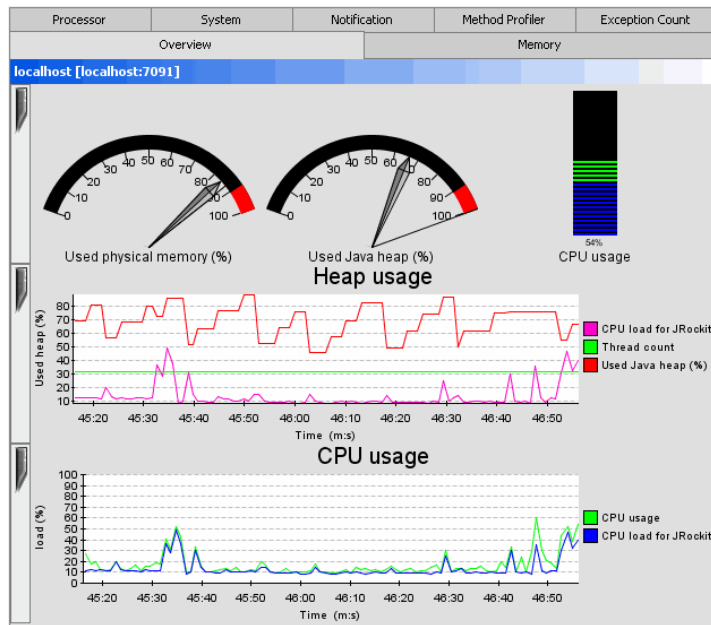 Processor System Notification Method Profiler Exception Count
Overview Memory
localhost [localhost:7091]
0 10 20 30 40 50 60 80 100
Used physical memory (%)
0 10 20 30 40 50 60 80 90 100
Used Java heap (%)
54%
CPU usage
Heap usage
Used heap (%)
80
70
60
50
40
30
20
10
45:20 45:30 45:40 45:50 46:00 46:10 46:20 46:30 46:40 46:50
Time (m:s)
CPU load for JRockit
Thread count
Used Java heap (%)
CPU usage
load (%)
100
90
80
70
60
50
40
30
20
10
0
45:20 45:30 45:40 45:50 46:00 46:10 46:20 46:30 46:40 46:50
Time (m:s)
CPU usage
CPU load for JRockit